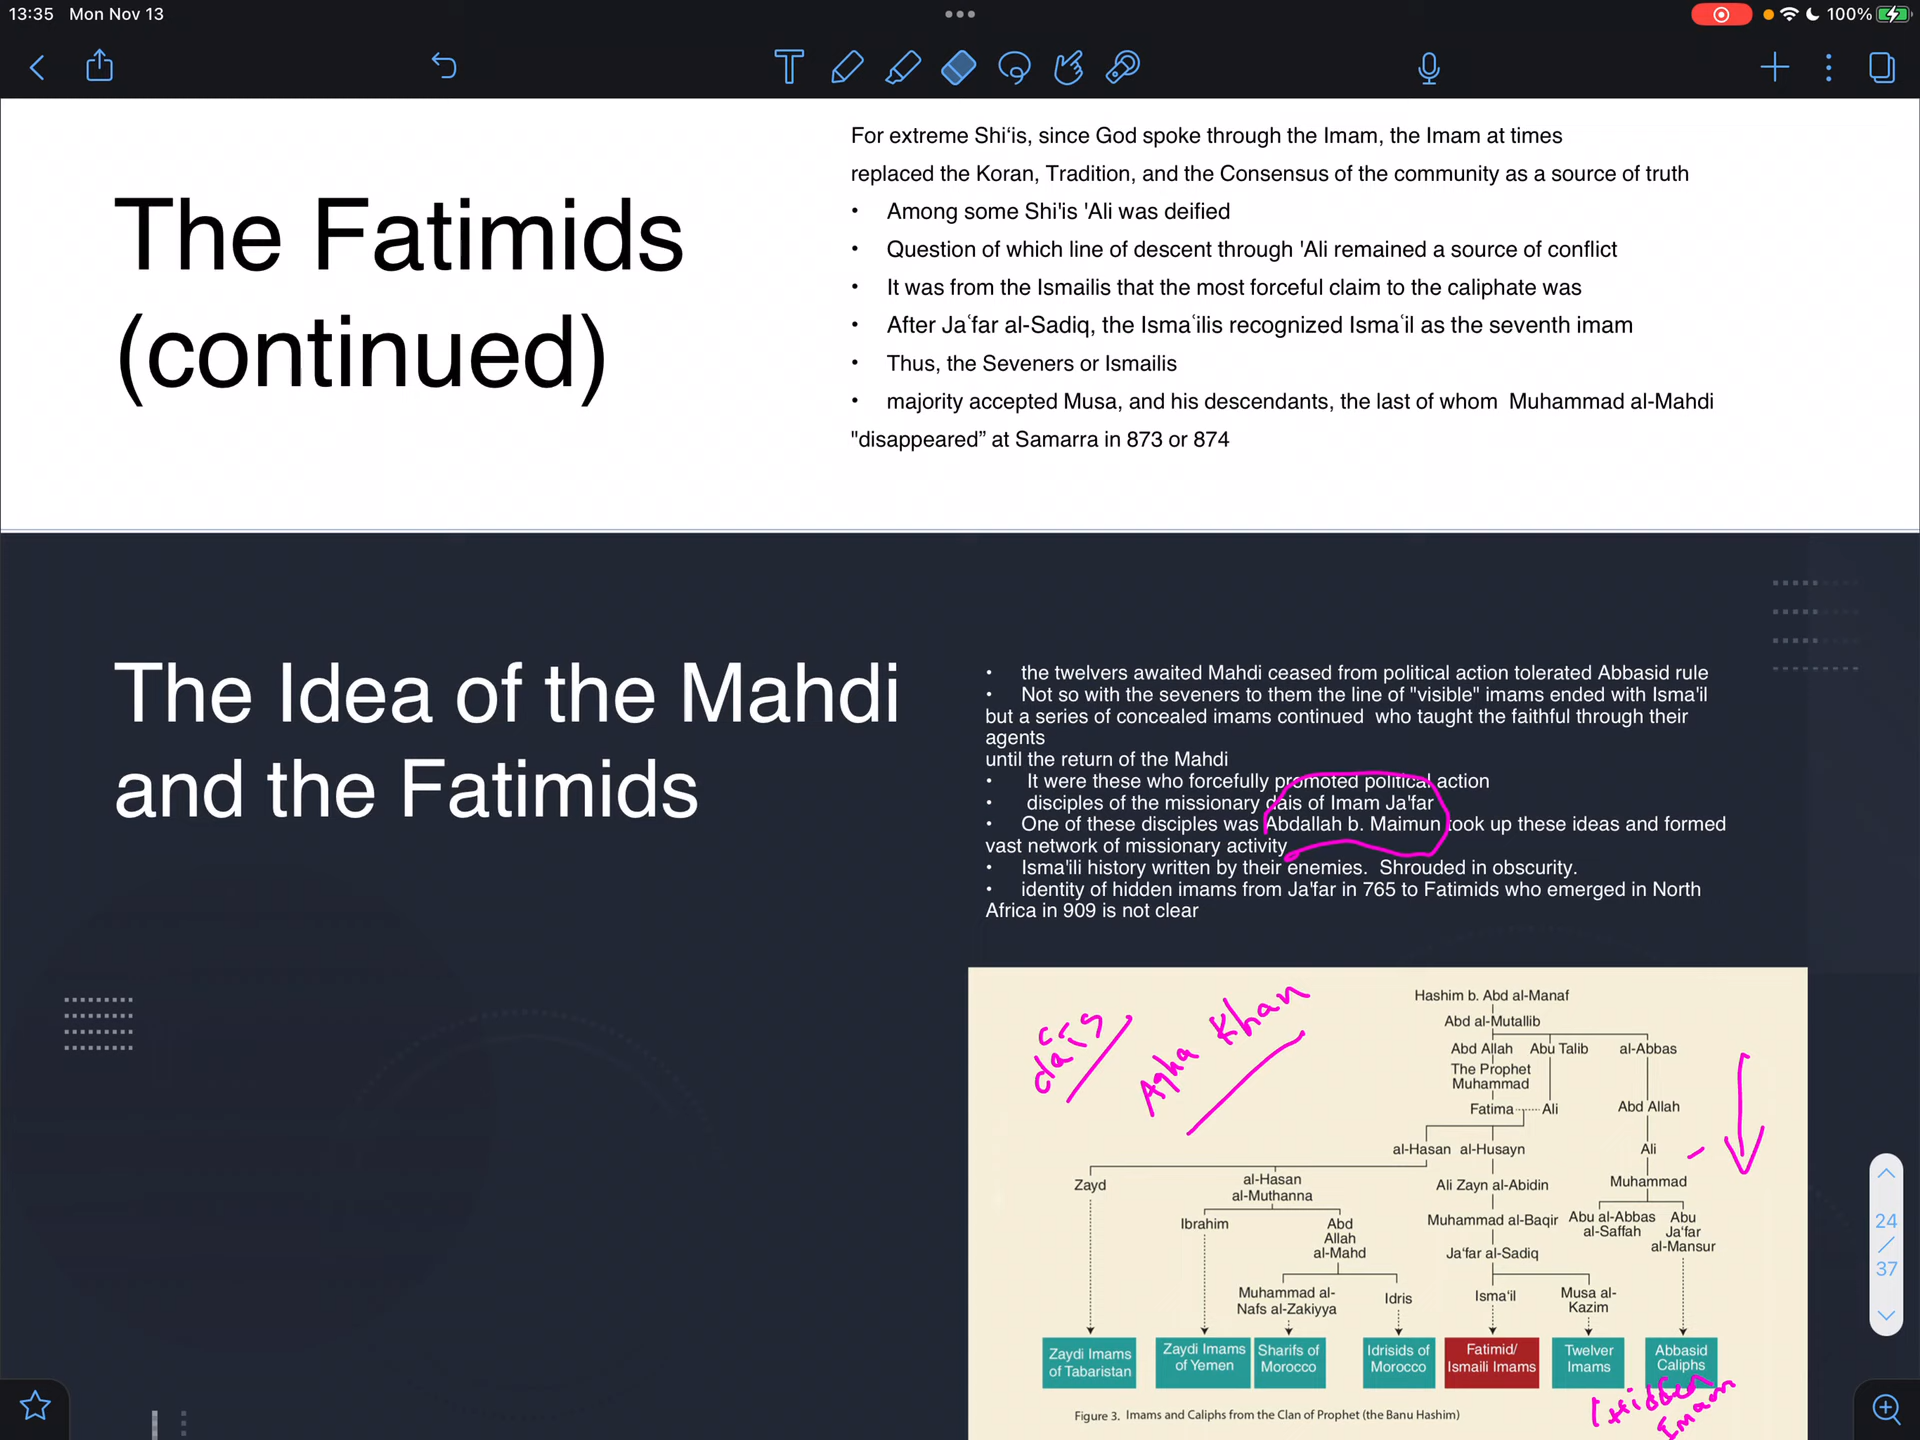 13:35 Mon Nov 13
100%
The Fatimids
(continued)
For extreme Shi‘is, since God spoke through the Imam, the Imam at times
replaced the Koran, Tradition, and the Consensus of the community as a source of truth
• Among some Shi'is 'Ali was deified
• Question of which line of descent through 'Ali remained a source of conflict
• It was from the Ismailis that the most forceful claim to the caliphate was
• After Jaʿfar al-Sadiq, the Ismaʿilis recognized Ismaʿil as the seventh imam
• Thus, the Seveners or Ismailis
• majority accepted Musa, and his descendants, the last of whom Muhammad al-Mahdi
"disappeared” at Samarra in 873 or 874
The Idea of the Mahdi
and the Fatimids
• the twelvers awaited Mahdi ceased from political action tolerated Abbasid rule
• Not so with the seveners to them the line of "visible" imams ended with Isma'il
but a series of concealed imams continued who taught the faithful through their
agents
until the return of the Mahdi
• It were these who forcefully promoted political action
• disciples of the missionary dais of Imam Ja'far
• One of these disciples was Abdallah b. Maimun took up these ideas and formed
vast network of missionary activity
• Isma'ili history written by their enemies. Shrouded in obscurity.
• identity of hidden imams from Ja'far in 765 to Fatimids who emerged in North
Africa in 909 is not clear
dais
Agha Khan
Hashim b. Abd al-Manaf
Abd al-Mutallib
Abd Allah Abu Talib al-Abbas
The Prophet
Muhammad
Fatima Ali Abd Allah
al-Hasan al-Husayn Ali
Zayd al-Hasan
al-Muthanna Ali Zayn al-Abidin Muhammad
Ibrahim Abd
Allah
al-Mahd Muhammad al-Baqir Abu al-Abbas
al-Saffah Abu
Ja‘far
al-Mansur
Ja‘far al-Sadiq
Muhammad al-
Nafs al-Zakiyya Idris Isma‘il Musa al-
Kazim
Zaydi Imams
of Tabaristan
Zaydi Imams
of Yemen
Sharifs of
Morocco
Idrisids of
Morocco
Fatimid/
Ismaili Imams
Twelver
Imams
Abbasid
Caliphs
Hidden
Imam
Figure 3. Imams and Caliphs from the Clan of Prophet (the Banu Hashim)
24
/
37